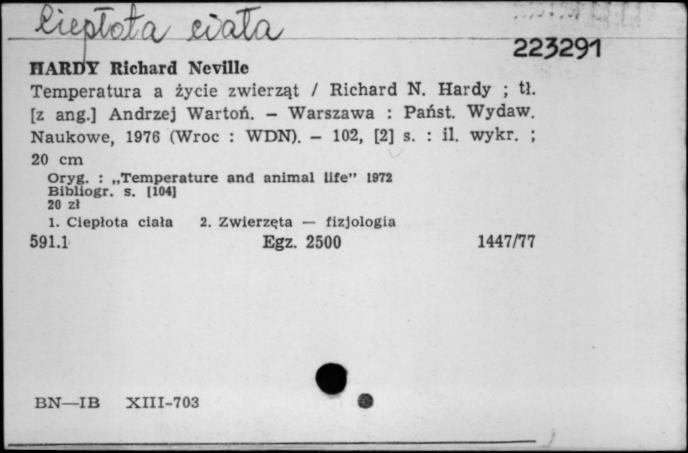 Ciepłota ciała
223291
HARDY Richard Neville
Temperatura a życie zwierząt / Richard N. Hardy ; tł.
[z ang.] Andrzej Wartoń. – Warszawa : Państ. Wydaw.
Naukowe, 1976 (Wroc : WDN). – 102, [2] s. : il. wykr. ;
20 cm
Oryg. : „Temperature and animal life” 1972
Bibliogr. s. [104]
20 zł
1. Ciepłota ciała 2. Zwierzęta — fizjologia
591.1 Egz. 2500 1447/77
BN—IB XIII-703